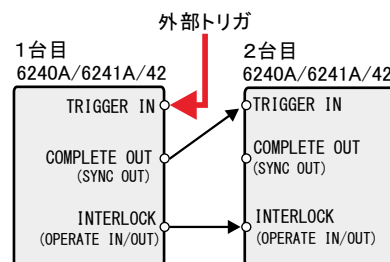 外部トリガ
1台目
6240A/6241A/42
TRIGGER IN
COMPLETE OUT
(SYNC OUT)
INTERLOCK
(OPERATE IN/OUT)
2台目
6240A/6241A/42
TRIGGER IN
COMPLETE OUT
(SYNC OUT)
INTERLOCK
(OPERATE IN/OUT)